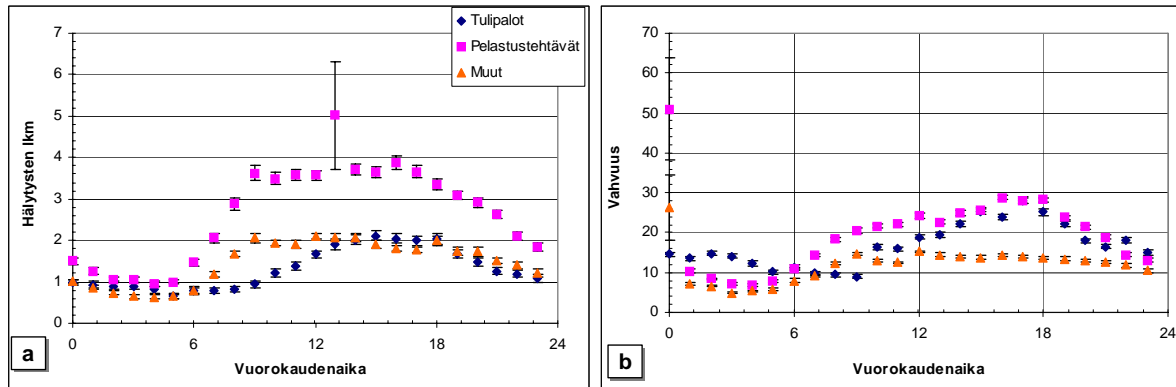 7
6
5
4
3
2
1
0
Hälytysten lkm
0 6 12 18 24
Vuorokaudenaika
a
Tulipalot
Pelastustehtävät
Muut
70
60
50
40
30
20
10
0
Vahvuus
0 6 12 18 24
Vuorokaudenaika
b